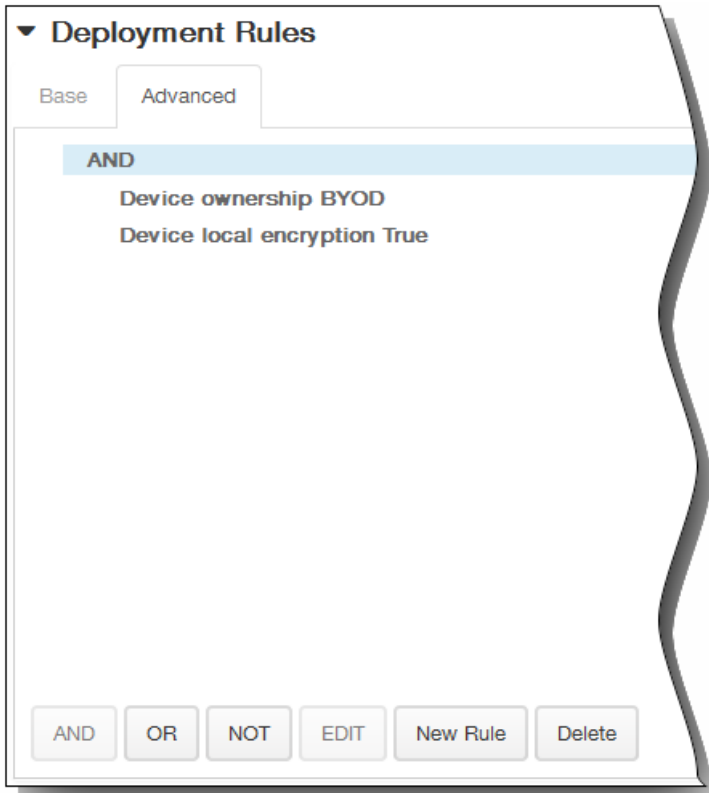 Deployment Rules
Base Advanced
AND
Device ownership BYOD
Device local encryption True
AND OR NOT EDIT New Rule Delete